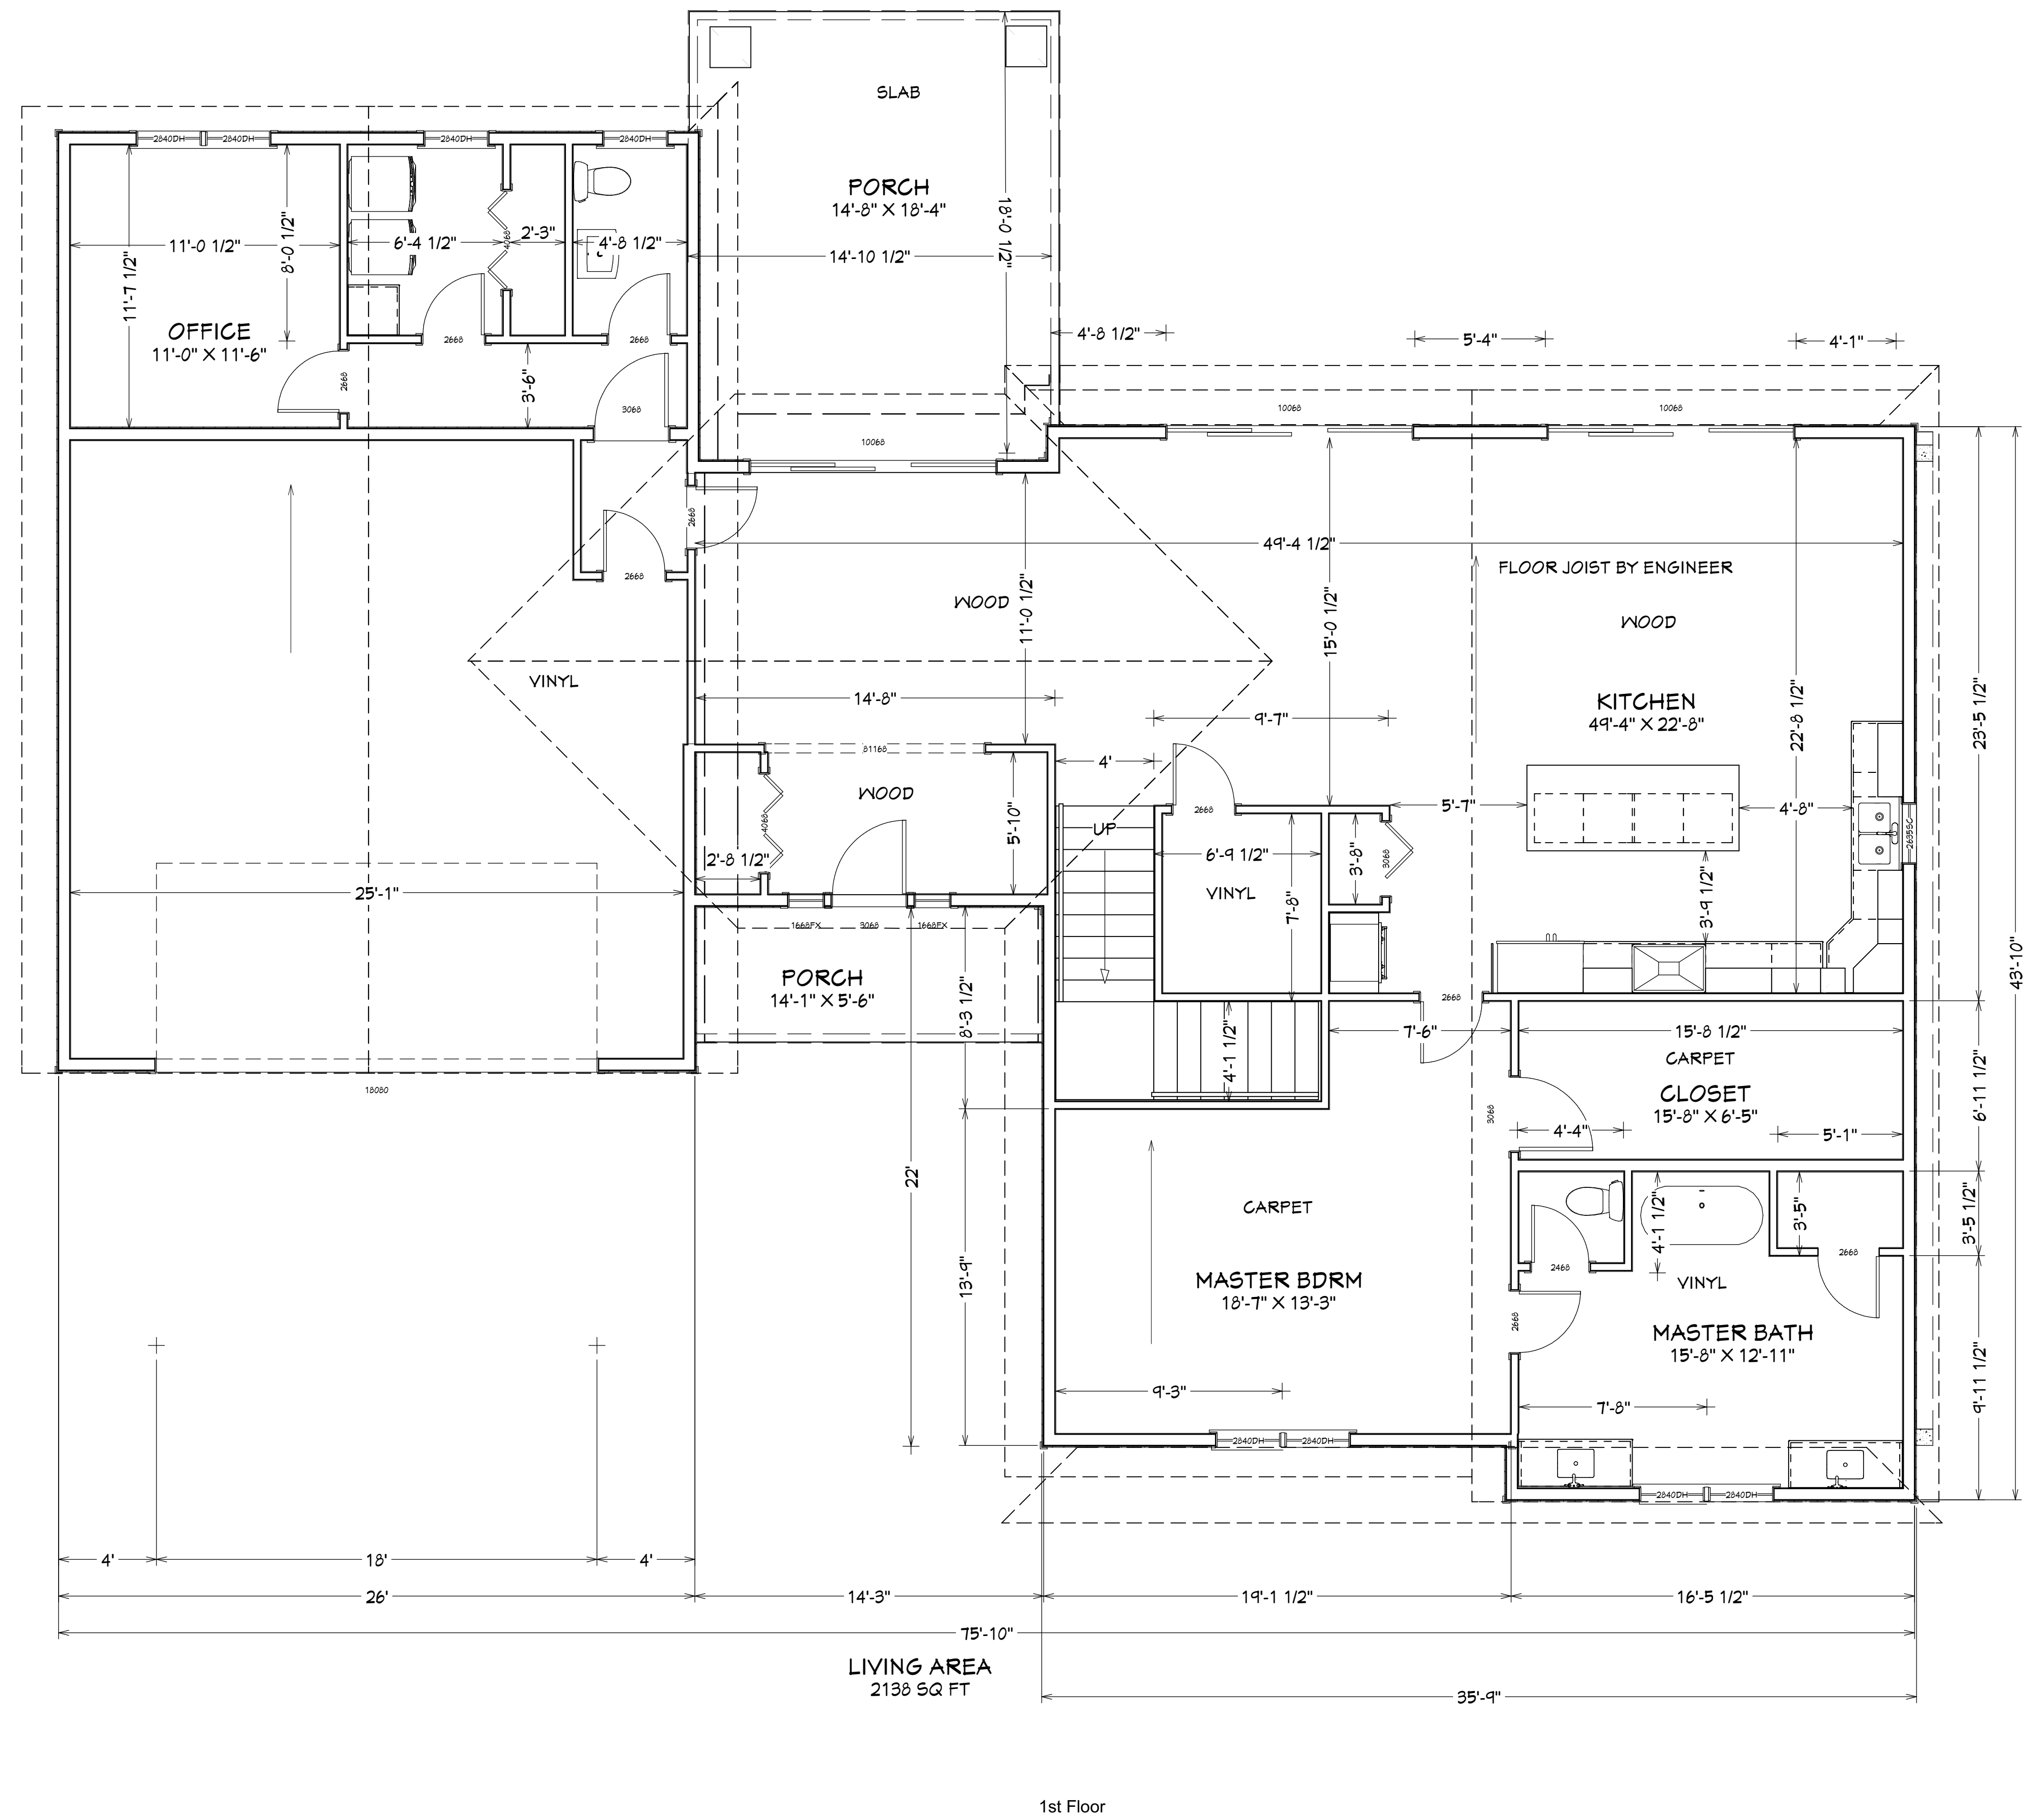 SLAB
PORCH
14'-8" X 18'-4"
14'-10 1/2"
18'-0 1/2"
2840DH
2840DH
2840DH
2840DH
11'-0 1/2"
11'-7 1/2"
8'-0 1/2"
6'-4 1/2"
4068
2'-3"
4'-8 1/2"
OFFICE
11'-0" X 11'-6"
2668
2668
2668
3'-6"
3068
4'-8 1/2"
5'-4"
4'-1"
10068
10068
10068
2668
2668
49'-4 1/2"
FLOOR JOIST BY ENGINEER
WOOD
11'-0 1/2"
15'-0 1/2"
WOOD
VINYL
14'-8"
9'-7"
KITCHEN
49'-4" X 22'-8"
22'-8 1/2"
23'-5 1/2"
81168
4'
WOOD
4068
5'-10"
2668
5'-7"
4'-8"
UP
2635SC
2'-8 1/2"
6'-9 1/2"
3'-8"
3068
25'-1"
VINYL
7'-8"
3'-9 1/2"
1668FX
3068
1668FX
PORCH
14'-1" X 5'-6"
8'-3 1/2"
43'-10"
2668
7'-6"
15'-8 1/2"
4'-1 1/2"
CARPET
CLOSET
15'-8" X 6'-5"
6'-11 1/2"
18080
3068
4'-4"
5'-1"
22'
CARPET
4'-1 1/2"
3'-5"
3'-5 1/2"
2468
2668
13'-9"
MASTER BDRM
18'-7" X 13'-3"
VINYL
2668
MASTER BATH
15'-8" X 12'-11"
9'-11 1/2"
9'-3"
7'-8"
2840DH
2840DH
2840DH
2840DH
4'
18'
4'
26'
14'-3"
19'-1 1/2"
16'-5 1/2"
75'-10"
LIVING AREA
2138 SQ FT
35'-9"
1st Floor